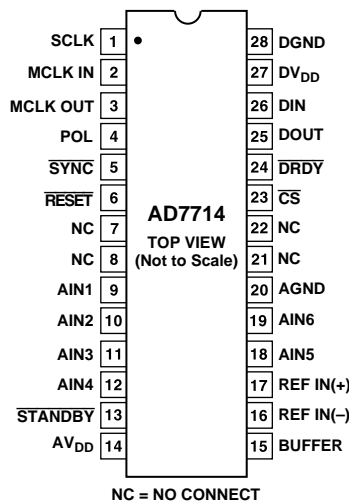 SCLK 1 28 DGND
MCLK IN 2 27 DVDD
MCLK OUT 3 26 DIN
POL 4 25 DOUT
SYNC 5 24 DRDY
RESET 6 23 CS
NC 7 22 NC
NC 8 21 NC
AIN1 9 20 AGND
AIN2 10 19 AIN6
AIN3 11 18 AIN5
AIN4 12 17 REF IN(+)
STANDBY 13 16 REF IN(–)
AVDD 14 15 BUFFER
AD7714
TOP VIEW
(Not to Scale)
NC = NO CONNECT